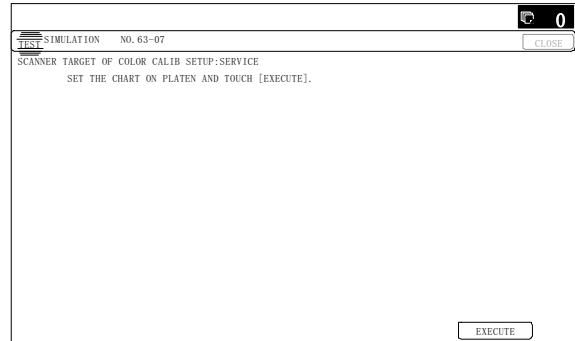 0
TEST SIMULATION NO. 63-07
CLOSE
SCANNER TARGET OF COLOR CALIB SETUP:SERVICE
SET THE CHART ON PLATEN AND TOUCH [EXECUTE].
EXECUTE